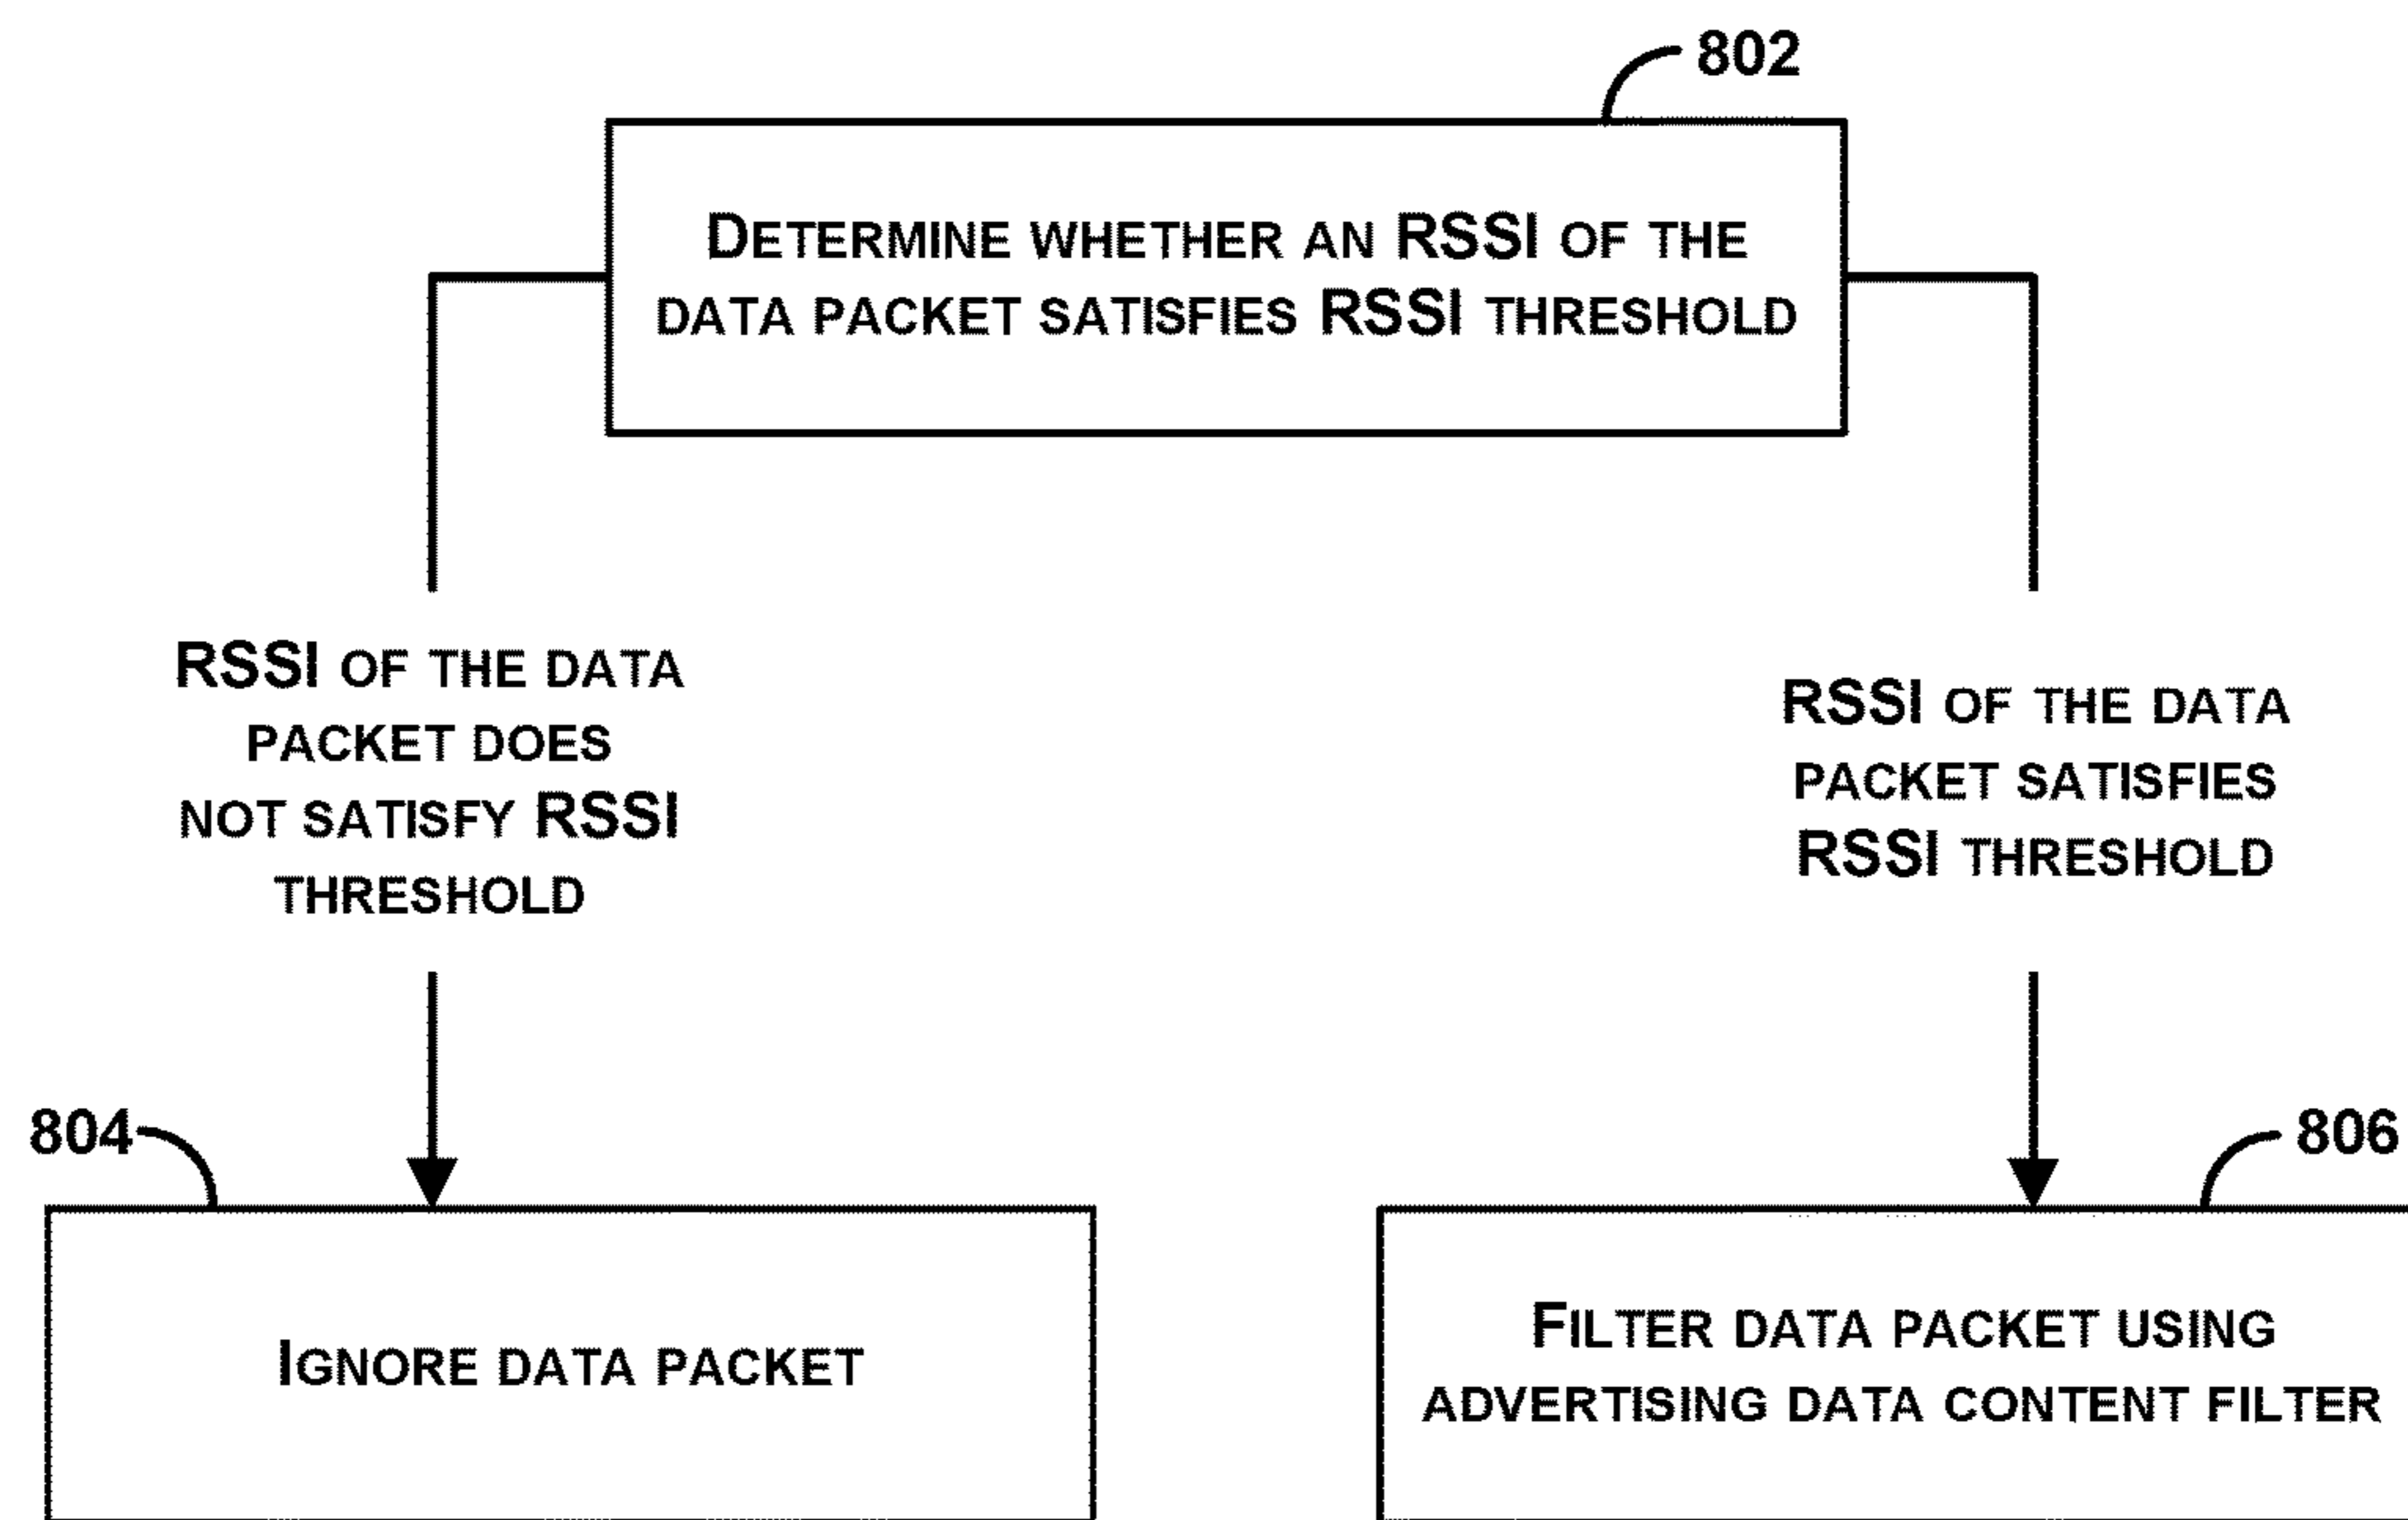 802
DETERMINE WHETHER AN RSSI OF THE
DATA PACKET SATISFIES RSSI THRESHOLD
RSSI OF THE DATA
PACKET DOES
NOT SATISFY RSSI
THRESHOLD
RSSI OF THE DATA
PACKET SATISFIES
RSSI THRESHOLD
804
IGNORE DATA PACKET
806
FILTER DATA PACKET USING
ADVERTISING DATA CONTENT FILTER